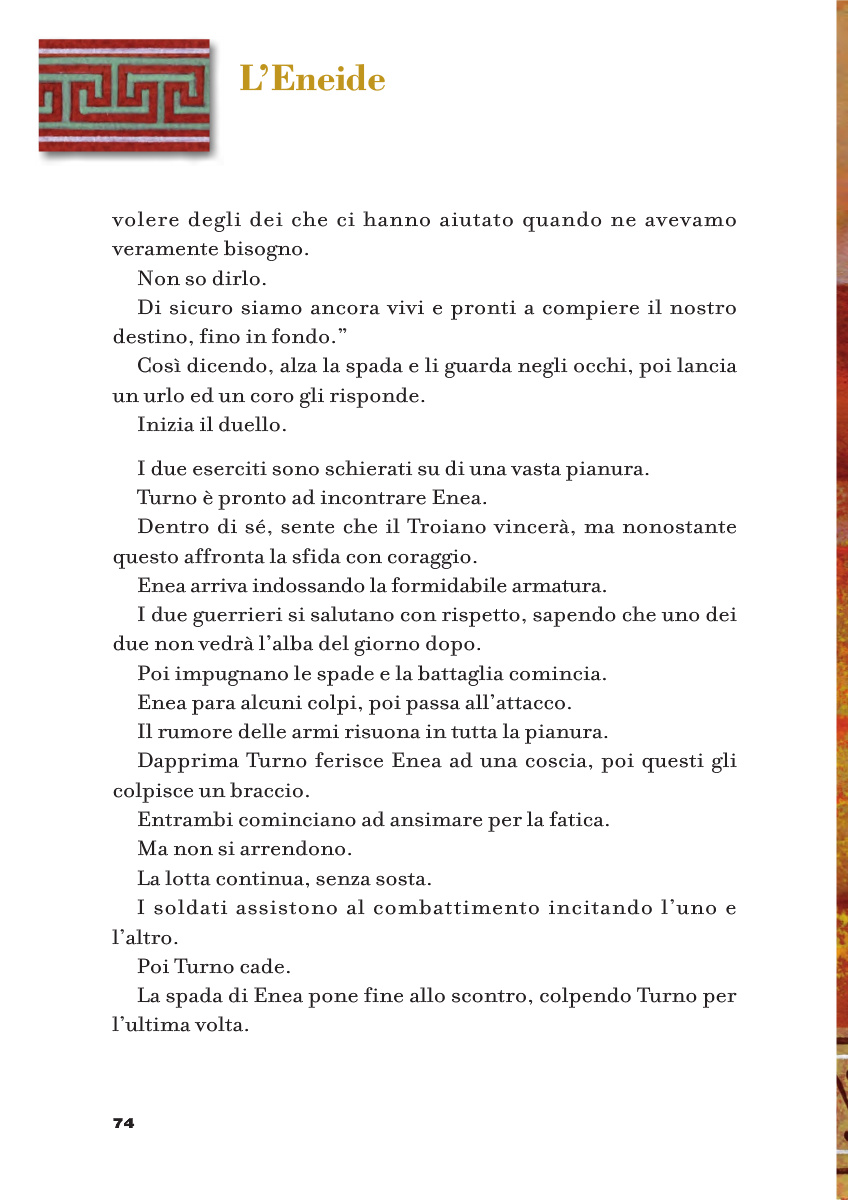 L’Eneide
volere degli dei che ci hanno aiutato quando ne avevamo
veramente bisogno.
Non so dirlo.
Di sicuro siamo ancora vivi e pronti a compiere il nostro
destino, fino in fondo.”
Così dicendo, alza la spada e li guarda negli occhi, poi lancia
un urlo ed un coro gli risponde.
Inizia il duello.
I due eserciti sono schierati su di una vasta pianura.
Turno è pronto ad incontrare Enea.
Dentro di sé, sente che il Troiano vincerà, ma nonostante
questo affronta la sfida con coraggio.
Enea arriva indossando la formidabile armatura.
I due guerrieri si salutano con rispetto, sapendo che uno dei
due non vedrà l’alba del giorno dopo.
Poi impugnano le spade e la battaglia comincia.
Enea para alcuni colpi, poi passa all’attacco.
Il rumore delle armi risuona in tutta la pianura.
Dapprima Turno ferisce Enea ad una coscia, poi questi gli
colpisce un braccio.
Entrambi cominciano ad ansimare per la fatica.
Ma non si arrendono.
La lotta continua, senza sosta.
I soldati assistono al combattimento incitando l’uno e
l’altro.
Poi Turno cade.
La spada di Enea pone fine allo scontro, colpendo Turno per
l’ultima volta.
74